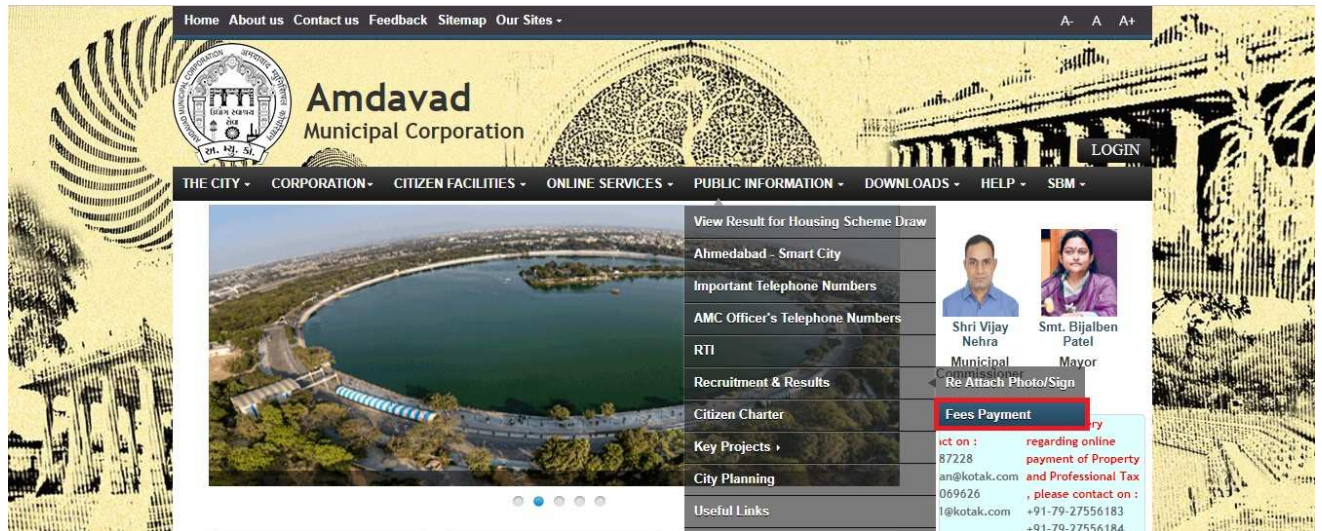 Home About us Contact us Feedback Sitemap Our Sites
A- A A+
Amdavad
Municipal Corporation
LOGIN
THE CITY CORPORATION CITIZEN FACILITIES ONLINE SERVICES PUBLIC INFORMATION DOWNLOADS HELP SBM
View Result for Housing Scheme Draw
Ahmedabad - Smart City
Important Telephone Numbers
AMC Officer's Telephone Numbers
RTI
Recruitment & Results
Citizen Charter
Key Projects
City Planning
Useful Links
Re Attach Photo/Sign
Fees Payment
Shri Vijay
Nehra
Municipal
Commissioner
Smt. Bijalben
Patel
Mayor
act on :
87228
an@kotak.com
069626
1@kotak.com
ery
regarding online
payment of Property
and Professional Tax
, please contact on :
+91-79-27556183
+91-79-27556184